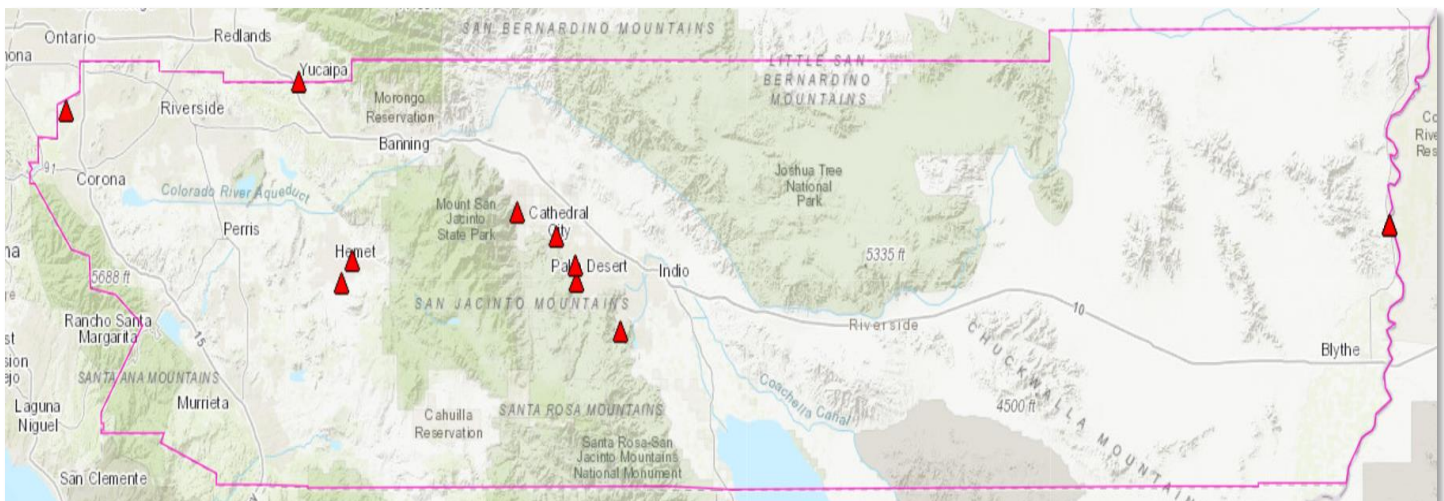 Ontario
Redlands
SAN BERNARDINO MOUNTAINS
Yucaipa
LITTLE SAN
BERNARDINO
MOUNTAINS
Riverside
Morongo
Reservation
Banning
91
Corona
Colorado River Aqueduct
Joshua Tree
National
Park
Mount San
Jacinto
State Park
Cathedral
City
Perris
Hemet
5335 ft
5688 ft
Desert
Indio
SAN JACINTO MOUNTAINS
10
Riverside
Rancho Santa
Margarita
15
Blythe
CHUCKWALLA MOUNTAINS
SANTA ANA MOUNTAINS
Coachella Canal
Murrieta
4500 ft
Laguna
Niguel
Cahuilla
Reservation
SANTA ROSA MOUNTAINS
Santa Rosa-San
Jacinto Mountains
National Monument
San Clemente